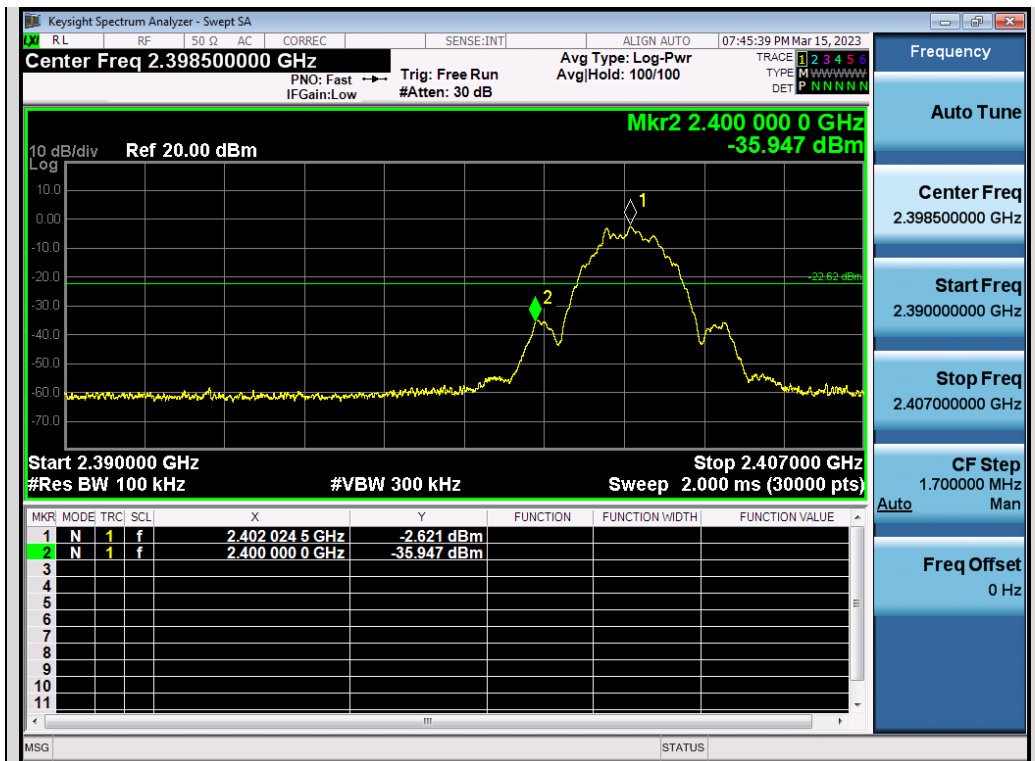 Keysight Spectrum Analyzer - Swept SA
LXI RL RF 50 Ω AC CORREC SENSE:INT ALIGN AUTO 07:45:39 PM Mar 15, 2023
Center Freq 2.398500000 GHz
PNO: Fast
IFGain:Low
Trig: Free Run
#Atten: 30 dB
Avg Type: Log-Pwr
Avg|Hold: 100/100
TRACE 1 2 3 4 5 6
TYPE M WWWWW
DET P N N N N N
Mkr2 2.400 000 0 GHz
-35.947 dBm
10 dB/div Ref 20.00 dBm
Log
10.0
0.00
-10.0
-20.0
-30.0
-40.0
-50.0
-60.0
-70.0
1
2
-22.62 dBm
Start 2.390000 GHz Stop 2.407000 GHz
#Res BW 100 kHz #VBW 300 kHz Sweep 2.000 ms (30000 pts)
MKR MODE TRC SCL X Y FUNCTION FUNCTION WIDTH FUNCTION VALUE
1 N 1 f 2.402 024 5 GHz -2.621 dBm
2 N 1 f 2.400 000 0 GHz -35.947 dBm
3
4
5
6
7
8
9
10
11
MSG STATUS
Frequency
Auto Tune
Center Freq
2.398500000 GHz
Start Freq
2.390000000 GHz
Stop Freq
2.407000000 GHz
CF Step
1.700000 MHz
Auto Man
Freq Offset
0 Hz